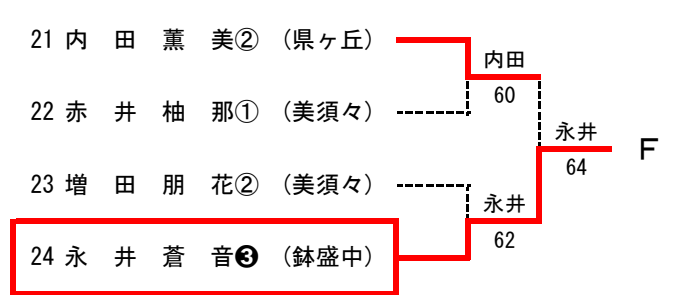 21 内 田 薫 美② (県ヶ丘)
内田
60
22 赤 井 柚 那① (美須々)
永井
64
F
23 増 田 朋 花② (美須々)
永井
62
24 永 井 蒼 音❸ (鉢盛中)